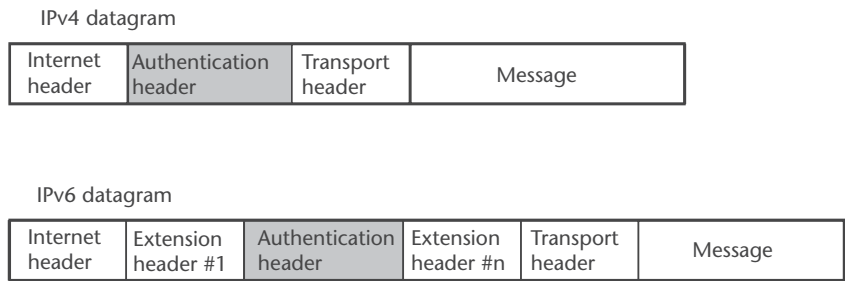 IPv4 datagram
Internet Authentication Transport Message
header header header
IPv6 datagram
Internet Extension Authentication Extension Transport Message
header header #1 header header #n header